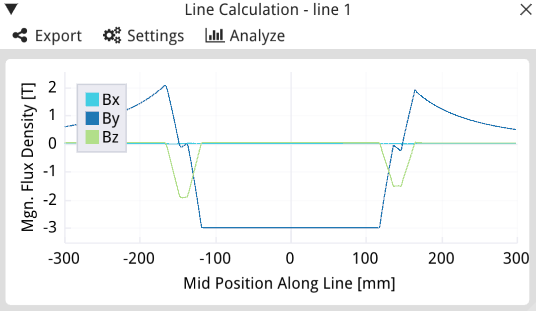 Line Calculation - line 1
Export
Settings
Analyze
Mgn. Flux Density [T]
2
1
0
-1
-2
-3
Bx
By
Bz
-300
-200
-100
0
100
200
300
Mid Position Along Line [mm]